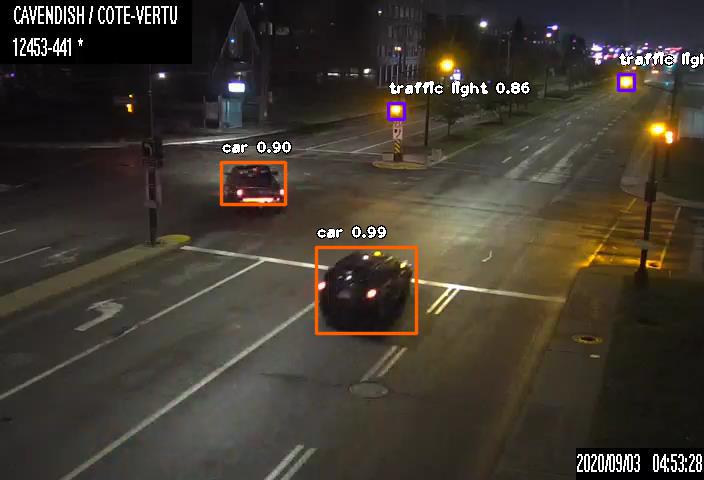 CAVENDISH / COTE-VERTU
12453-441 *
traffic ligh
traffic light 0.86
car 0.90
car 0.99
2020/09/03 04:53:28